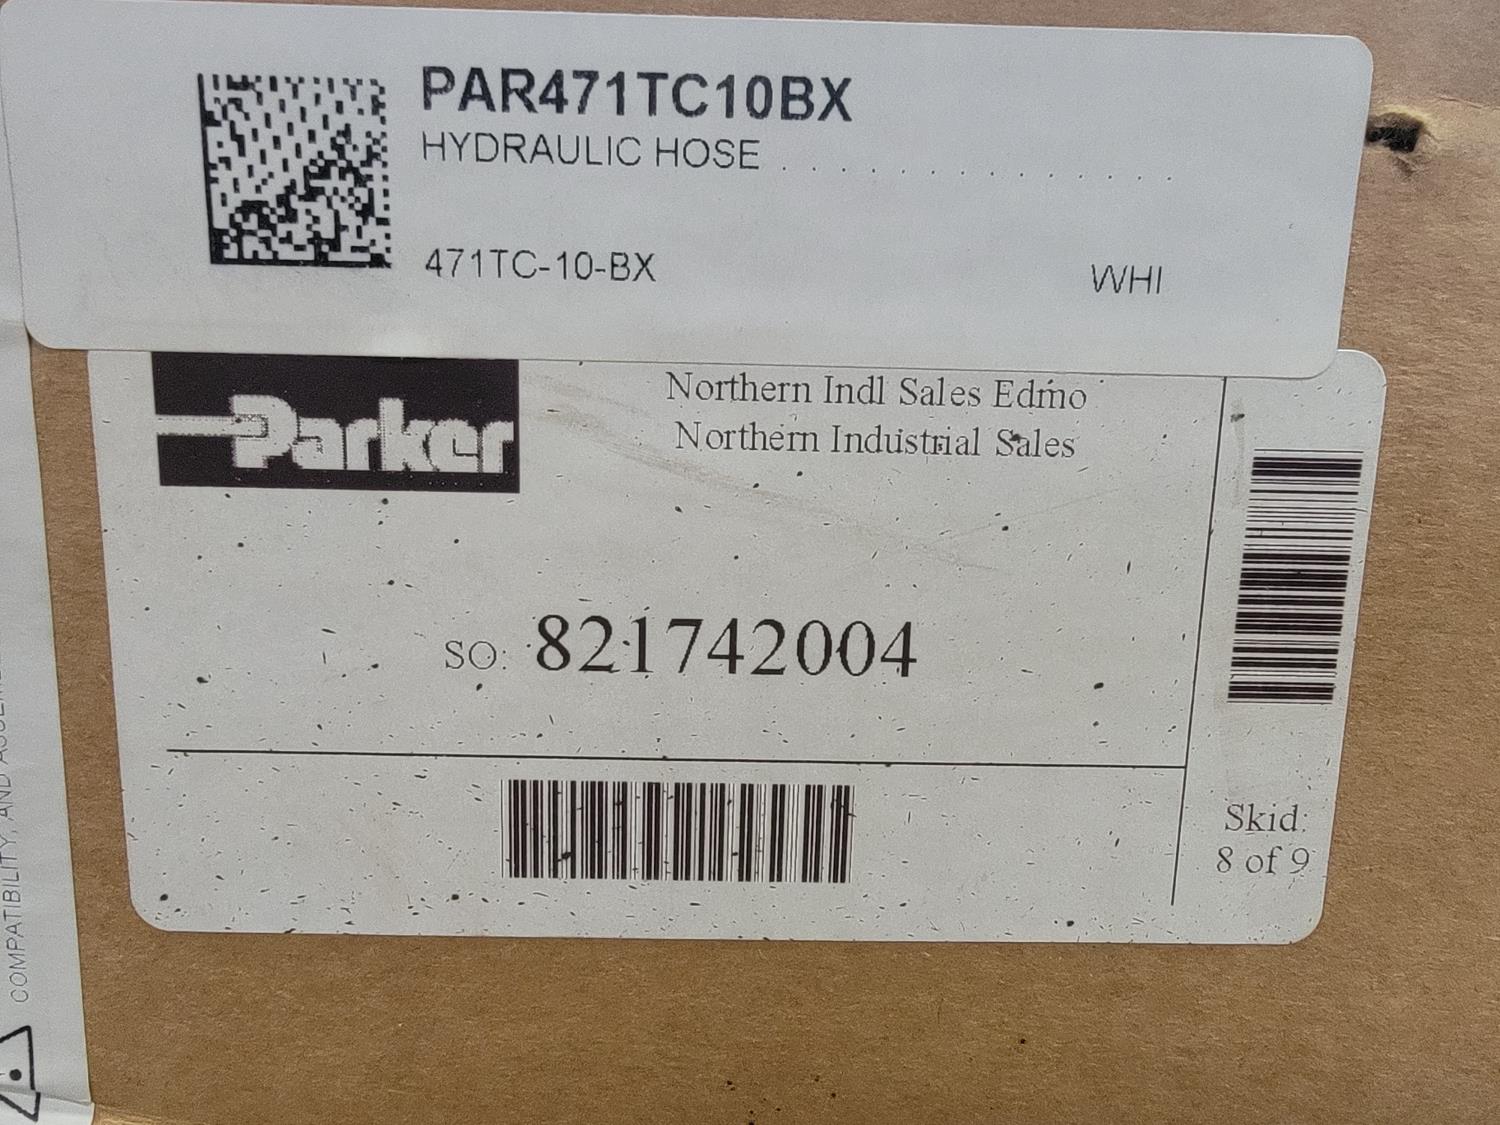 PAR471TC10BX
HYDRAULIC HOSE . . . . . . . . . . . . . .
471TC-10-BX
WHI
Parker
Northern Indl Sales Edmo
Northern Industrial Sales
SO: 821742004
Skid:
8 of 9
COMPATIBILITY, AND